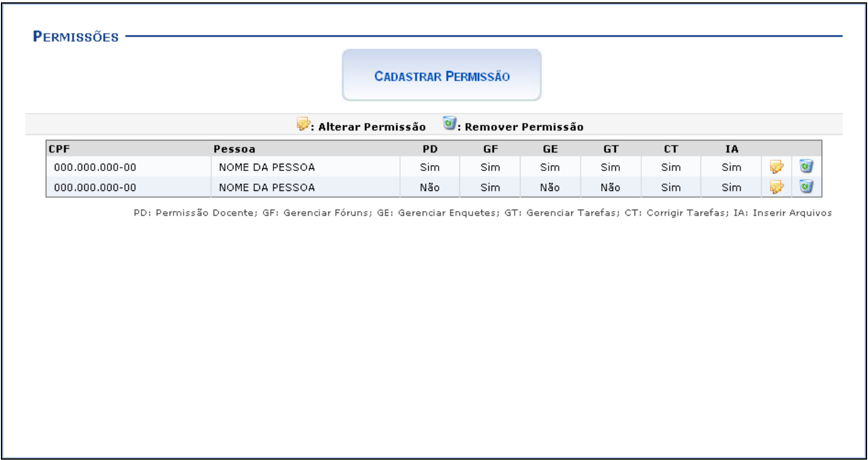 PERMISSÕES
CADASTRAR PERMISSÃO
: Alterar Permissão : Remover Permissão
CPF Pessoa PD GF GE GT CT IA
000.000.000-00 NOME DA PESSOA Sim Sim Sim Sim Sim Sim
000.000.000-00 NOME DA PESSOA Não Sim Não Não Sim Sim
PD: Permissão Docente; GF: Gerenciar Fóruns; GE: Gerenciar Enquetes; GT: Gerenciar Tarefas; CT: Corrigir Tarefas; IA: Inserir Arquivos